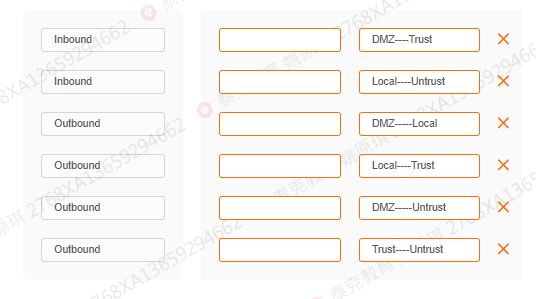 Inbound DMZ----Trust
Inbound Local----Untrust
Outbound DMZ-----Local
Outbound Local----Trust
Outbound DMZ-----Untrust
Outbound Trust----Untrust